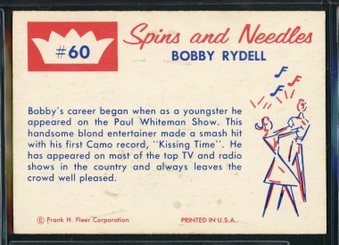 #60
Spins and Needles
BOBBY RYDELL
Bobby's career began when as a youngster he
appeared on the Paul Whiteman Show. This
handsome blond entertainer made a smash hit
with his first Camo record, "Kissing Time". He
has appeared on most of the top TV and radio
shows in the country and always leaves the
crowd well pleased.
© Frank H. Fleer Corporation
PRINTED IN U.S.A.